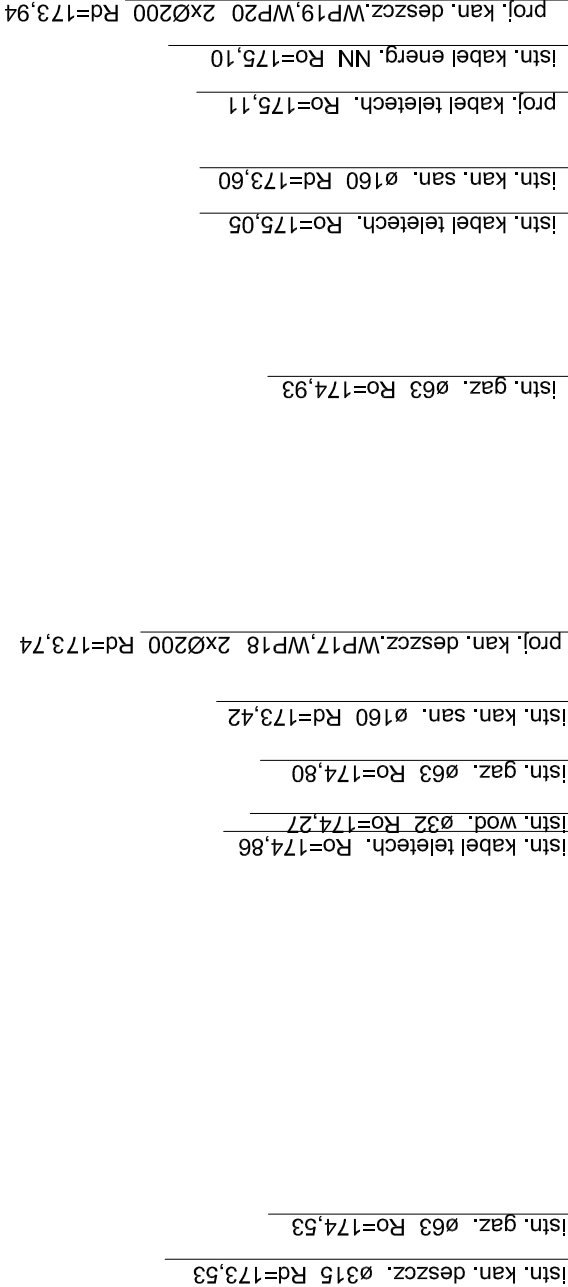 istn. kan. deszcz. ø315 Rd=173,53
istn. gaz. ø63 Ro=174,53
istn. kabel teletech. Ro=174,86
istn. wod. ø32 Ro=174,27
istn. gaz. ø63 Ro=174,80
istn. kan. san. ø160 Rd=173,42
proj. kan. deszcz.WP17,WP18 2xØ200 Rd=173,74
istn. gaz. ø63 Ro=174,93
istn. kabel teletech. Ro=175,05
istn. kan. san. ø160 Rd=173,60
proj. kabel teletech. Ro=175,11
istn. kabel energ. NN Ro=175,10
proj. kan. deszcz.WP19,WP20 2xØ200 Rd=173,94